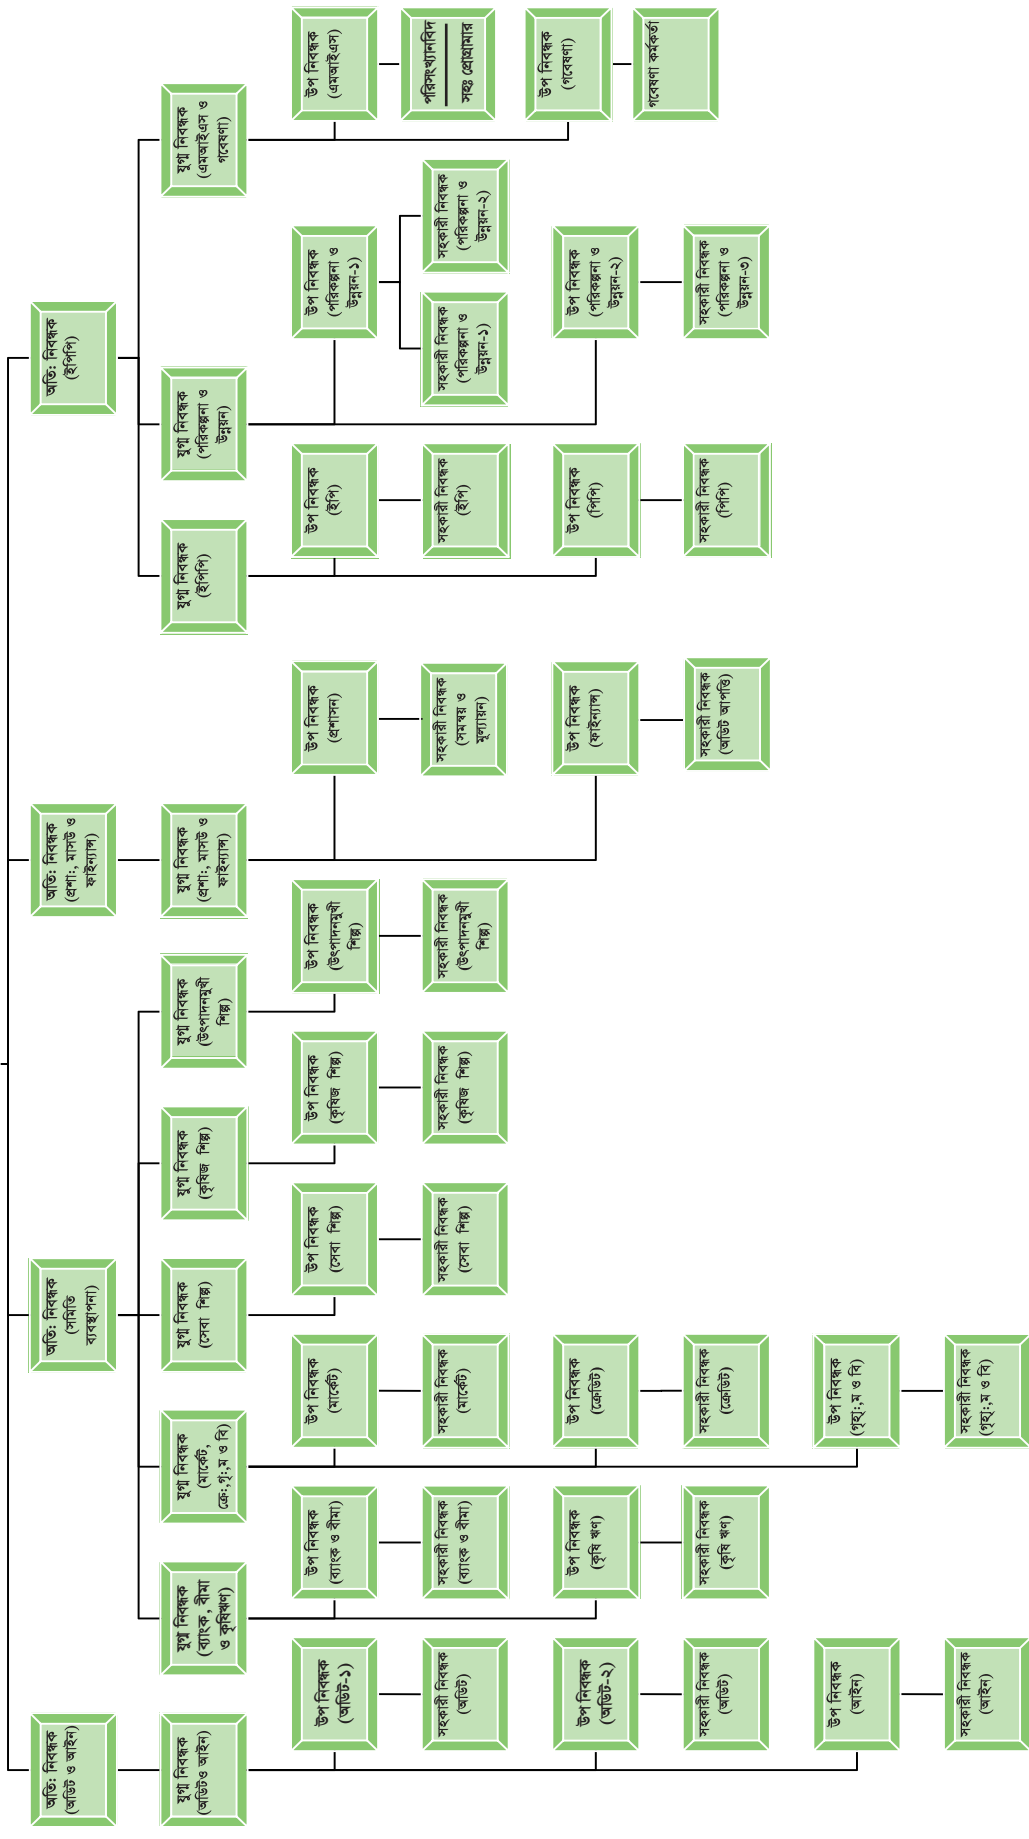 অতি: নিবন্ধক
(অডিট ও আইন)
যুগ্ম নিবন্ধক
(অডিটও আইন)
উপ নিবন্ধক
(অডিট-১)
সহকারী নিবন্ধক
(অডিট)
উপ নিবন্ধক
(অডিট-২)
সহকারী নিবন্ধক
(অডিট)
উপ নিবন্ধক
(আইন)
সহকারী নিবন্ধক
(আইন)
অতি: নিবন্ধক
(সমিতি
ব্যবস্থাপনা)
যুগ্ম নিবন্ধক
(ব্যাংক, বীমা
ও কৃষিঋণ)
উপ নিবন্ধক
(ব্যাংক ও বীমা)
সহকারী নিবন্ধক
(ব্যাংক ও বীমা)
উপ নিবন্ধক
(কৃষি ঋণ)
সহকারী নিবন্ধক
(কৃষি ঋণ)
যুগ্ম নিবন্ধক
(মার্কেট,
ক্রে:,গৃ:,ম ও বি)
উপ নিবন্ধক
(মার্কেট)
সহকারী নিবন্ধক
(মার্কেট)
উপ নিবন্ধক
(ক্রেডিট)
সহকারী নিবন্ধক
(ক্রেডিট)
উপ নিবন্ধক
(গৃহা:,ম ও বি)
সহকারী নিবন্ধক
(গৃহা:,ম ও বি)
যুগ্ম নিবন্ধক
(সেবা শিল্প)
উপ নিবন্ধক
(সেবা শিল্প)
সহকারী নিবন্ধক
(সেবা শিল্প)
যুগ্ম নিবন্ধক
(কৃষিজ শিল্প)
উপ নিবন্ধক
(কৃষিজ শিল্প)
সহকারী নিবন্ধক
(কৃষিজ শিল্প)
যুগ্ম নিবন্ধক
(উৎপাদনমুখী
শিল্প)
উপ নিবন্ধক
(উৎপাদনমুখী
শিল্প)
সহকারী নিবন্ধক
(উৎপাদনমুখী
শিল্প)
অতি: নিবন্ধক
(প্রশা:, মাসউ ও
ফাইন্যান্স)
যুগ্ম নিবন্ধক
(প্রশা:, মাসউ ও
ফাইন্যান্স)
উপ নিবন্ধক
(প্রশাসন)
সহকারী নিবন্ধক
(সমন্বয় ও
মূল্যায়ন)
উপ নিবন্ধক
(ফাইন্যান্স)
সহকারী নিবন্ধক
(অডিট আপত্তি)
অতি: নিবন্ধক
(ইপিপি)
যুগ্ম নিবন্ধক
(ইপিপি)
উপ নিবন্ধক
(ইপি)
সহকারী নিবন্ধক
(ইপি)
উপ নিবন্ধক
(পিপি)
সহকারী নিবন্ধক
(পিপি)
যুগ্ম নিবন্ধক
(পরিকল্পনা ও
উন্নয়ন)
উপ নিবন্ধক
(পরিকল্পনা ও
উন্নয়ন-১)
সহকারী নিবন্ধক
(পরিকল্পনা ও
উন্নয়ন-১)
সহকারী নিবন্ধক
(পরিকল্পনা ও
উন্নয়ন-২)
উপ নিবন্ধক
(পরিকল্পনা ও
উন্নয়ন-২)
সহকারী নিবন্ধক
(পরিকল্পনা ও
উন্নয়ন-৩)
যুগ্ম নিবন্ধক
(এমআইএস ও
গবেষণা)
উপ নিবন্ধক
(এমআইএস)
পরিসংখ্যানবিদ
সহঃ প্রোগ্রামার
উপ নিবন্ধক
(গবেষণা)
গবেষণা কর্মকর্তা